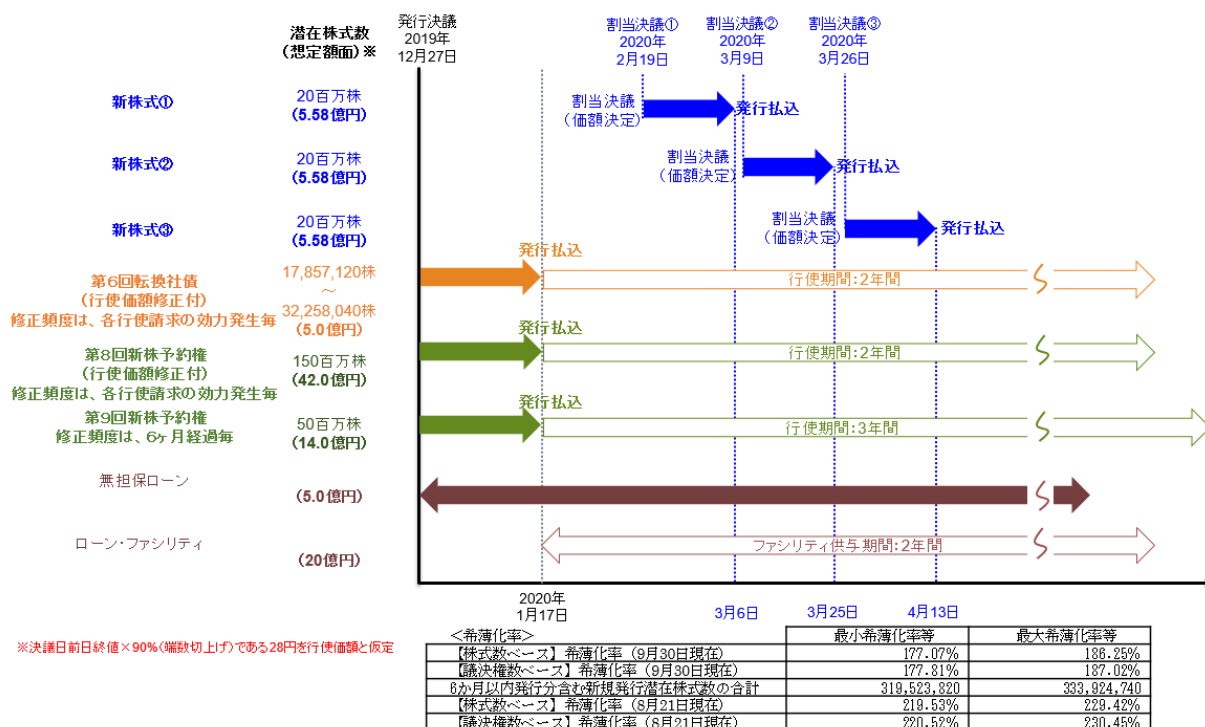 潜在株式数
(想定額面)※
発行決議
2019年
12月27日
割当決議①
2020年
2月19日
割当決議②
2020年
3月9日
割当決議③
2020年
3月26日
新株式①
20百万株
(5.58億円)
割当決議
(価額決定)
発行払込
新株式②
20百万株
(5.58億円)
割当決議
(価額決定)
発行払込
新株式③
20百万株
(5.58億円)
割当決議
(価額決定)
発行払込
第6回転換社債
(行使価額修正付)
修正頻度は、各行使請求の効力発生毎
17,857,120株
~
32,258,040株
(5.0億円)
発行払込
行使期間:2年間
第8回新株予約権
(行使価額修正付)
修正頻度は、各行使請求の効力発生毎
150百万株
(42.0億円)
発行払込
行使期間:2年間
第9回新株予約権
修正頻度は、6ヶ月経過毎
50百万株
(14.0億円)
発行払込
行使期間:3年間
無担保ローン
(5.0億円)
ローン・ファシリティ
(20億円)
ファシリティ供与期間:2年間
2020年
1月17日
3月6日
3月25日
4月13日
※決議日前日終値×90%(端数切上げ)である28円を行使価額と仮定
<希薄化率> 最小希薄化率等 最大希薄化率等
【株式数ベース】希薄化率(9月30日現在) 177.07% 186.25%
【議決権数ベース】希薄化率(9月30日現在) 177.81% 187.02%
6か月以内発行分含む新規発行潜在株式数の合計 319,523,820 333,924,740
【株式数ベース】希薄化率(8月21日現在) 219.53% 229.42%
【議決権数ベース】希薄化率(8月21日現在) 220.52% 230.45%